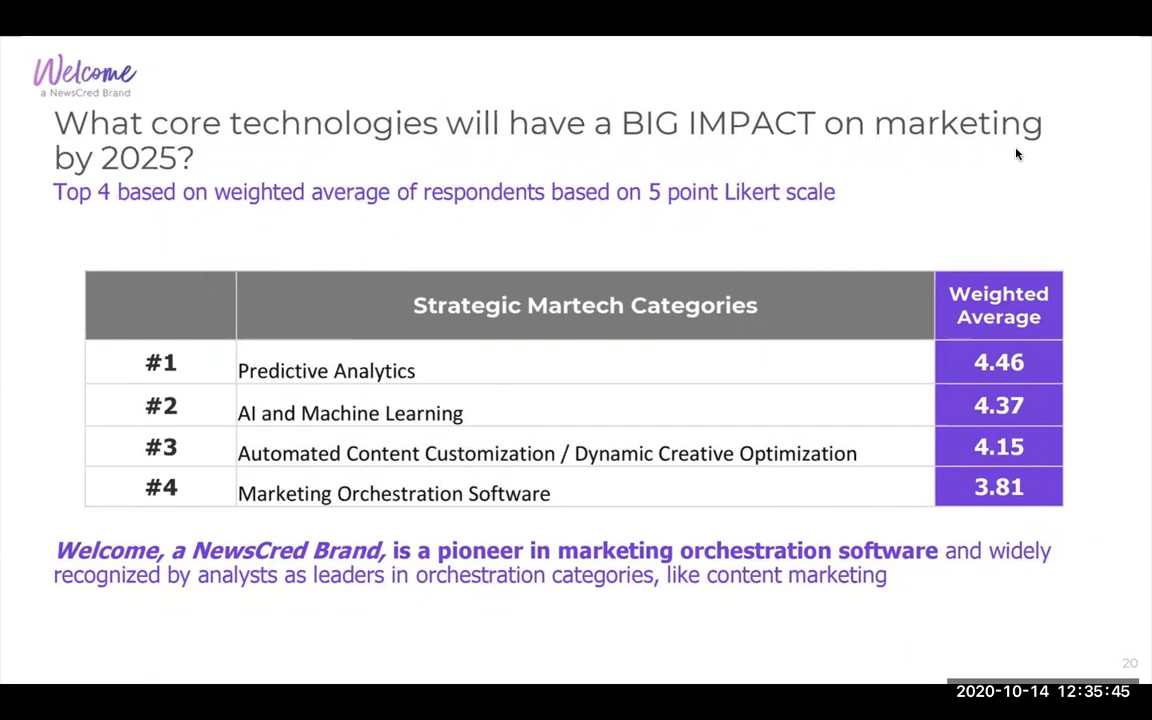 Welcome
a NewsCred Brand
What core technologies will have a BIG IMPACT on marketing
by 2025?
Top 4 based on weighted average of respondents based on 5 point Likert scale
Strategic Martech Categories
Weighted
Average
#1 Predictive Analytics 4.46
#2 AI and Machine Learning 4.37
#3 Automated Content Customization / Dynamic Creative Optimization 4.15
#4 Marketing Orchestration Software 3.81
Welcome, a NewsCred Brand, is a pioneer in marketing orchestration software and widely
recognized by analysts as leaders in orchestration categories, like content marketing
20
2020-10-14 12:35:45